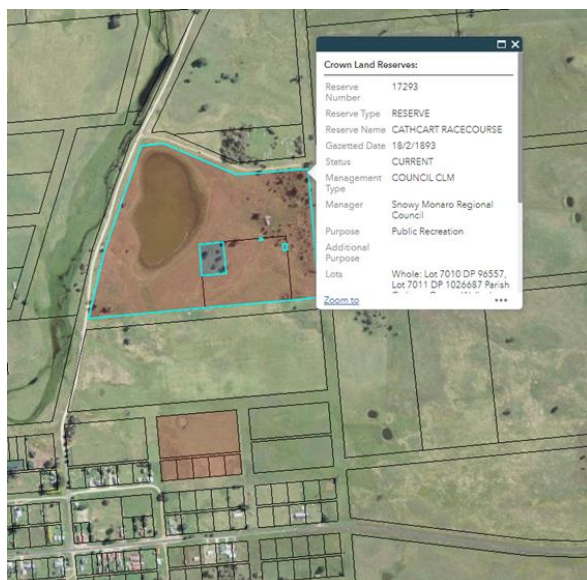 Crown Land Reserves:
Reserve Number 17293
Reserve Type RESERVE
Reserve Name CATHCART RACECOURSE
Gazetted Date 18/2/1893
Status CURRENT
Management Type COUNCIL CLM
Manager Snowy Monaro Regional Council
Purpose Public Recreation
Additional Purpose
Lots Whole: Lot 7010 DP 96557,
Lot 7011 DP 1026687 Parish
Zoom to